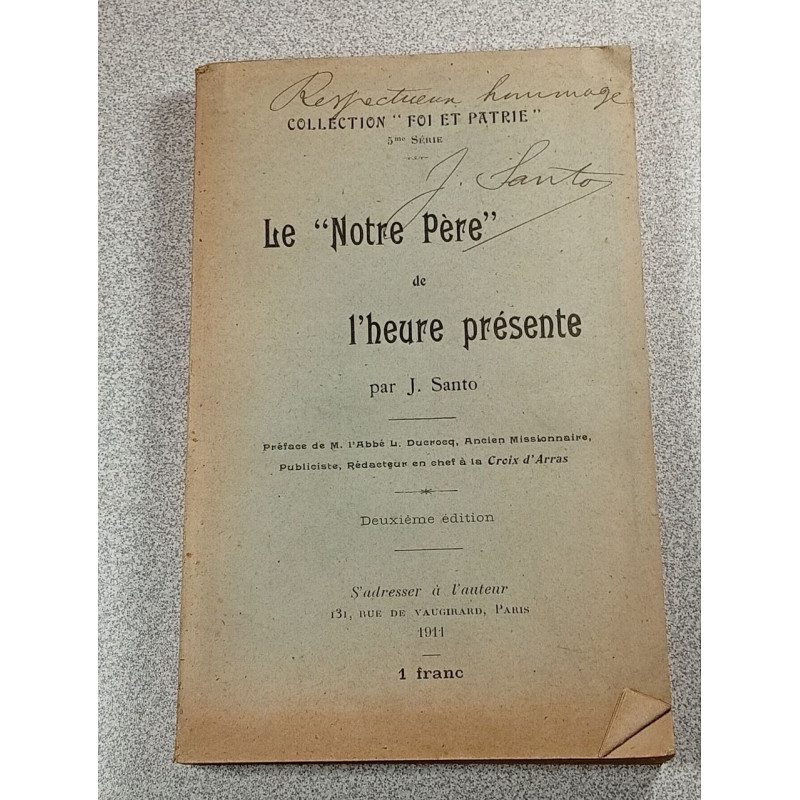 Respectueux hommage
COLLECTION "FOI ET PATRIE"
5me SÉRIE
J. Santo
Le "Notre Père"
de
l'heure présente
par J. Santo
Préface de M. l'Abbé L. Ducrocq, Ancien Missionnaire,
Publiciste, Rédacteur en chef à la Croix d'Arras
Deuxième édition
S'adresser à l'auteur
131, RUE DE VAUGIRARD, PARIS
1911
1 franc